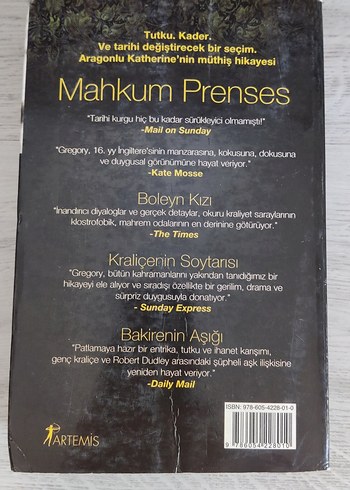 Tutku. Kader.
Ve tarihi değiştirecek bir seçim.
Aragonlu Katherine'nin müthiş hikayesi
Mahkum Prenses
"Tarihi kurgu hiç bu kadar sürükleyici olmamıştı!"
-Mail on Sunday
"Gregory, 16. yy İngiltere'sinin manzarasına, kokusuna, dokusuna
ve duygusal görünümüne hayat veriyor."
-Kate Mosse
Boleyn Kızı
"İnandırıcı diyaloglar ve gerçek detaylar, okuru kraliyet saraylarının
klostrofobik, mahrem odalarının en derinine götürüyor."
-The Times
Kraliçenin Soytarısı
"Gregory, bütün kahramanlarını yakından tanıdığımız bir
hikayeyi ele alıyor ve sıradışı özellikte bir gerilim, drama ve
sürpriz duygusuyla donatıyor."
- Sunday Express
Bakirenin Aşığı
"Patlamaya hazır bir entrika, tutku ve ihanet karışımı,
genç kraliçe ve Robert Dudley arasındaki şüpheli aşk ilişkisine
yeniden hayat veriyor."
-Daily Mail
ISBN: 978-605-4228-01-0
9 786054 228010
ARTEMİS